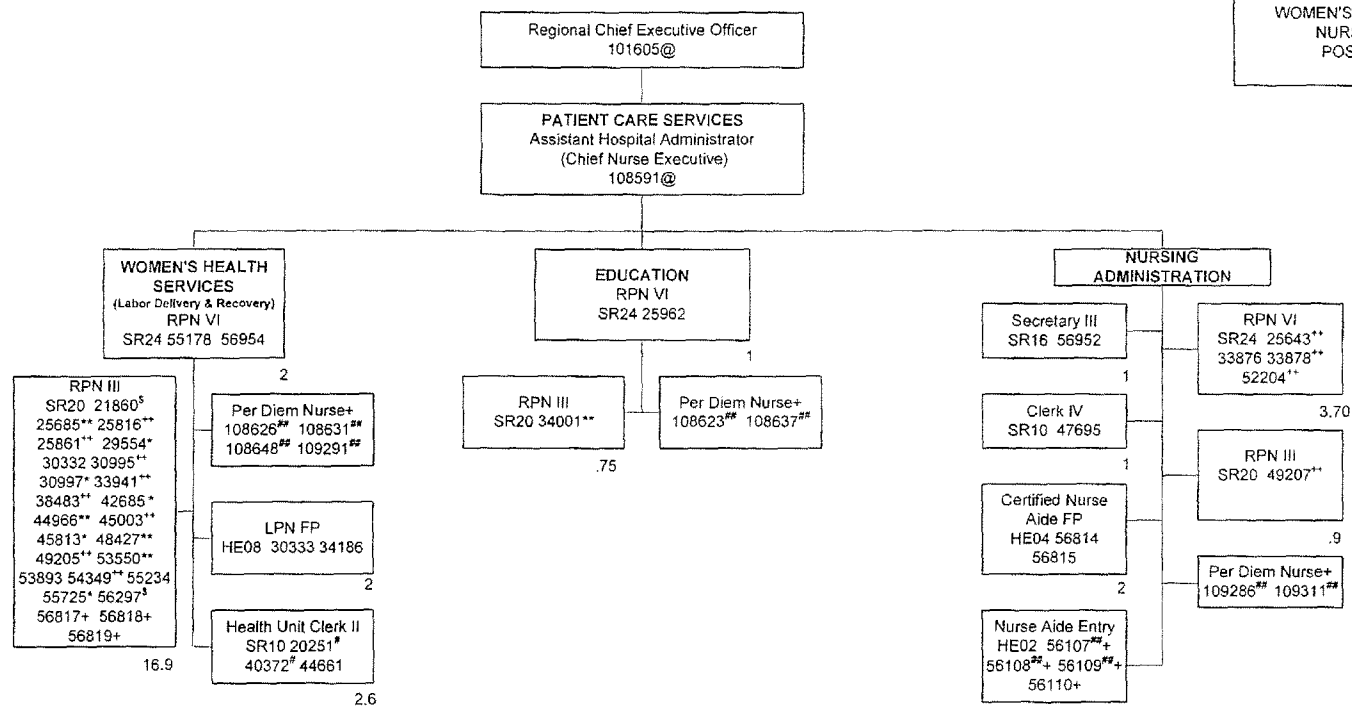 Regional Chief Executive Officer
101605@
WOMEN'S
NURS
POS
PATIENT CARE SERVICES
Assistant Hospital Administrator
(Chief Nurse Executive)
108591@
WOMEN'S HEALTH
SERVICES
(Labor Delivery & Recovery)
RPN VI
SR24 55178 56954
2
RPN III
SR20 21860$
25685** 25816++
25861++ 29554*
30332 30995++
30997* 33941++
38483++ 42685*
44966** 45003++
45813* 48427**
49205++ 53550**
53893 54349++ 55234
55725* 56297$
56817+ 56818+
56819+
16.9
Per Diem Nurse+
108626## 108631##
108648## 109291##
LPN FP
HE08 30333 34186
2
Health Unit Clerk II
SR10 20251#
40372# 44661
2.6
EDUCATION
RPN VI
SR24 25962
1
RPN III
SR20 34001**
.75
Per Diem Nurse+
108623## 108637##
NURSING
ADMINISTRATION
Secretary III
SR16 56952
1
Clerk IV
SR10 47695
1
Certified Nurse
Aide FP
HE04 56814
56815
2
Nurse Aide Entry
HE02 56107##+
56108##+ 56109##+
56110+
RPN VI
SR24 25643++
33876 33878++
52204++
3.70
RPN III
SR20 49207++
.9
Per Diem Nurse+
109286## 109311##